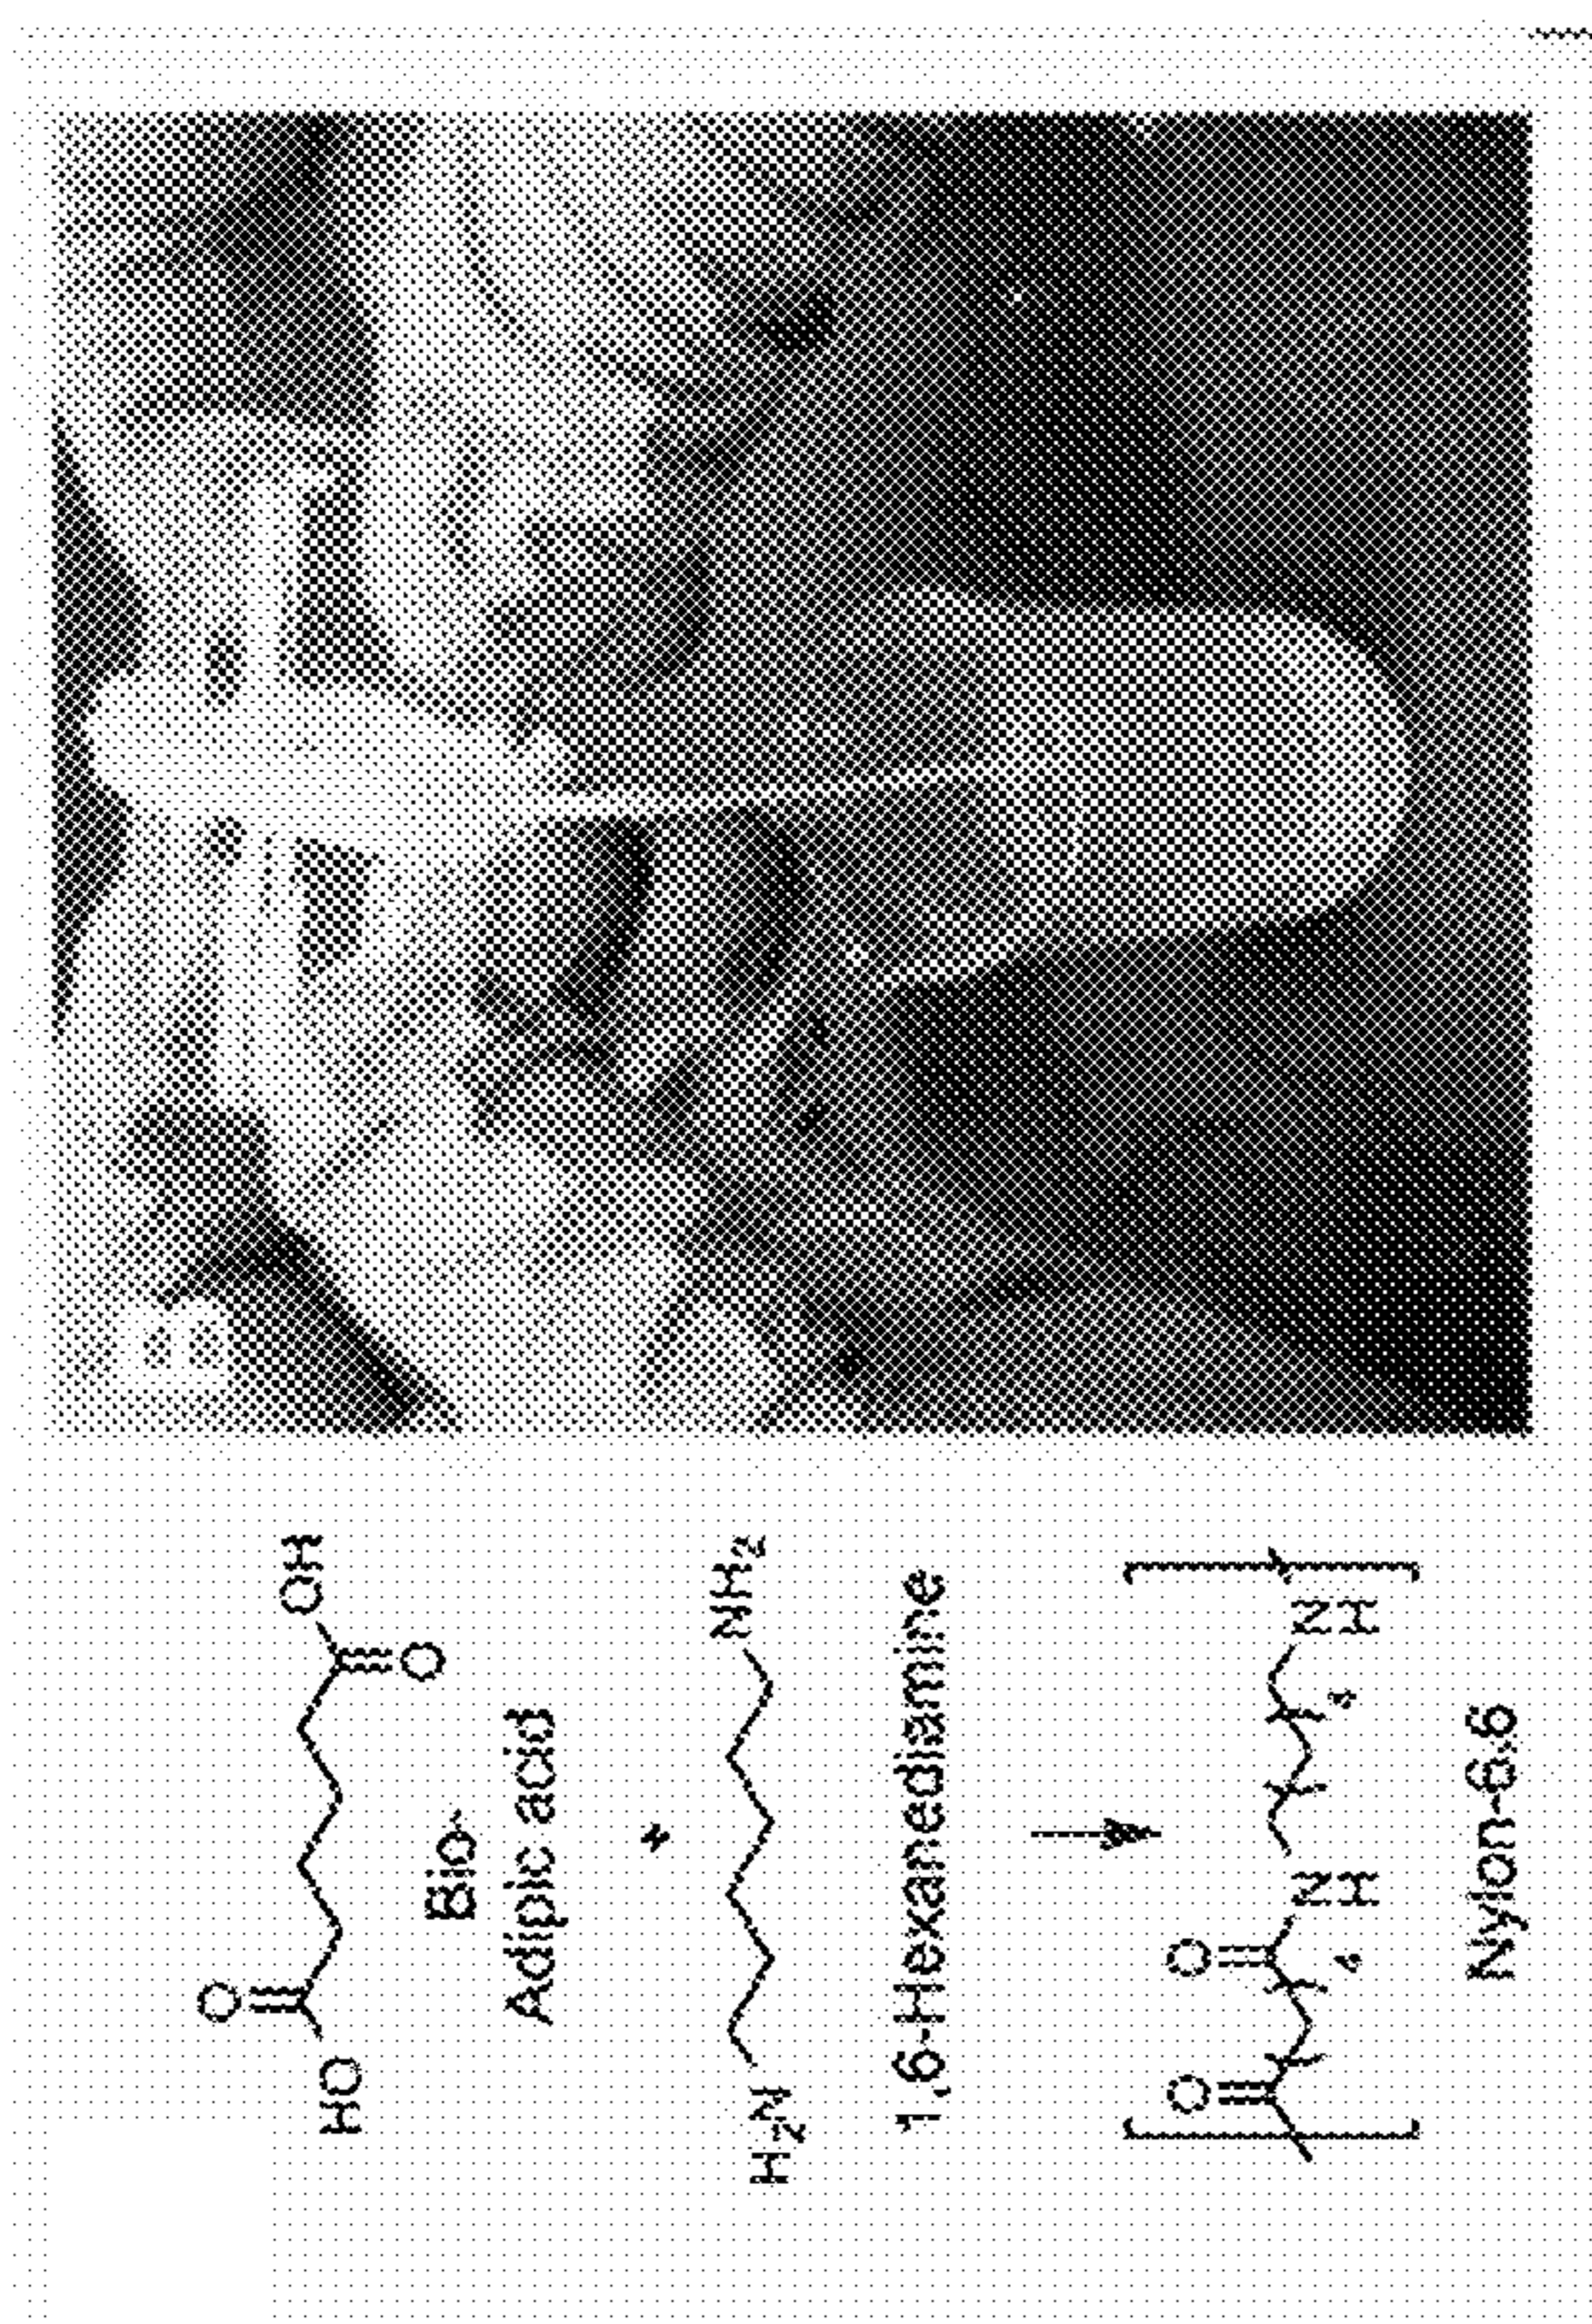 HO
O
OH
O
Bio-
Adipic acid
+
H₂N
NH₂
1,6-Hexanediamine
O
O
4
N
H
4
N
H
Nylon-6,6